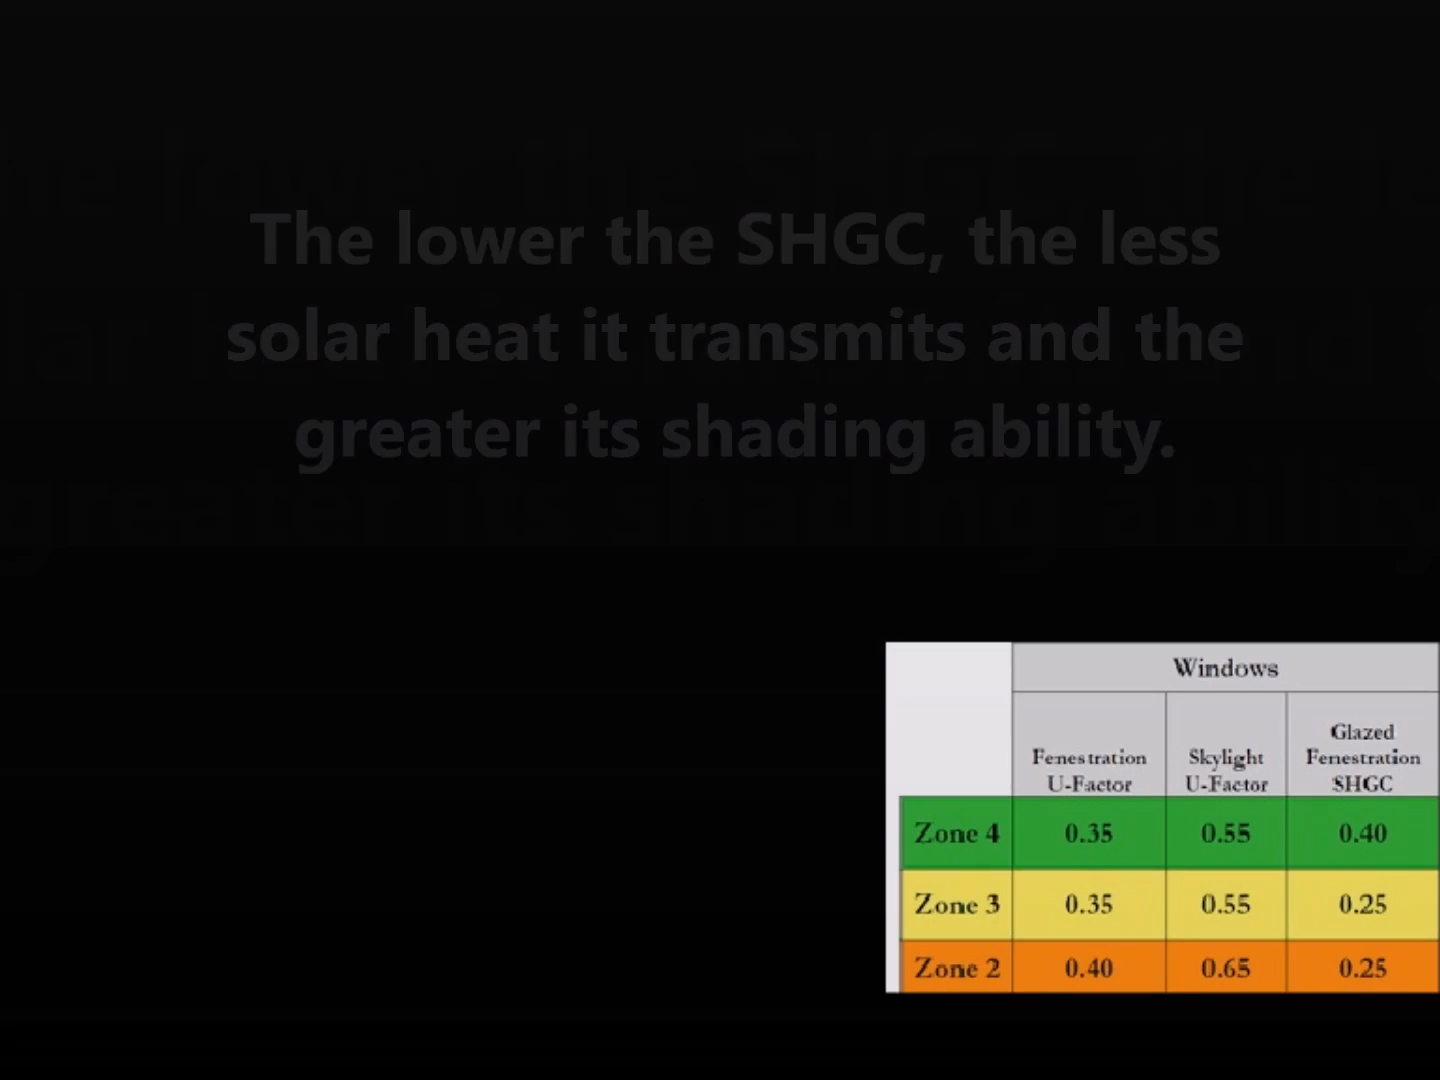 The lower the SHGC, the less
solar heat it transmits and the
greater its shading ability.
Windows
Fenestration
U-Factor
Skylight
U-Factor
Glazed
Fenestration
SHGC
Zone 4 0.35 0.55 0.40
Zone 3 0.35 0.55 0.25
Zone 2 0.40 0.65 0.25